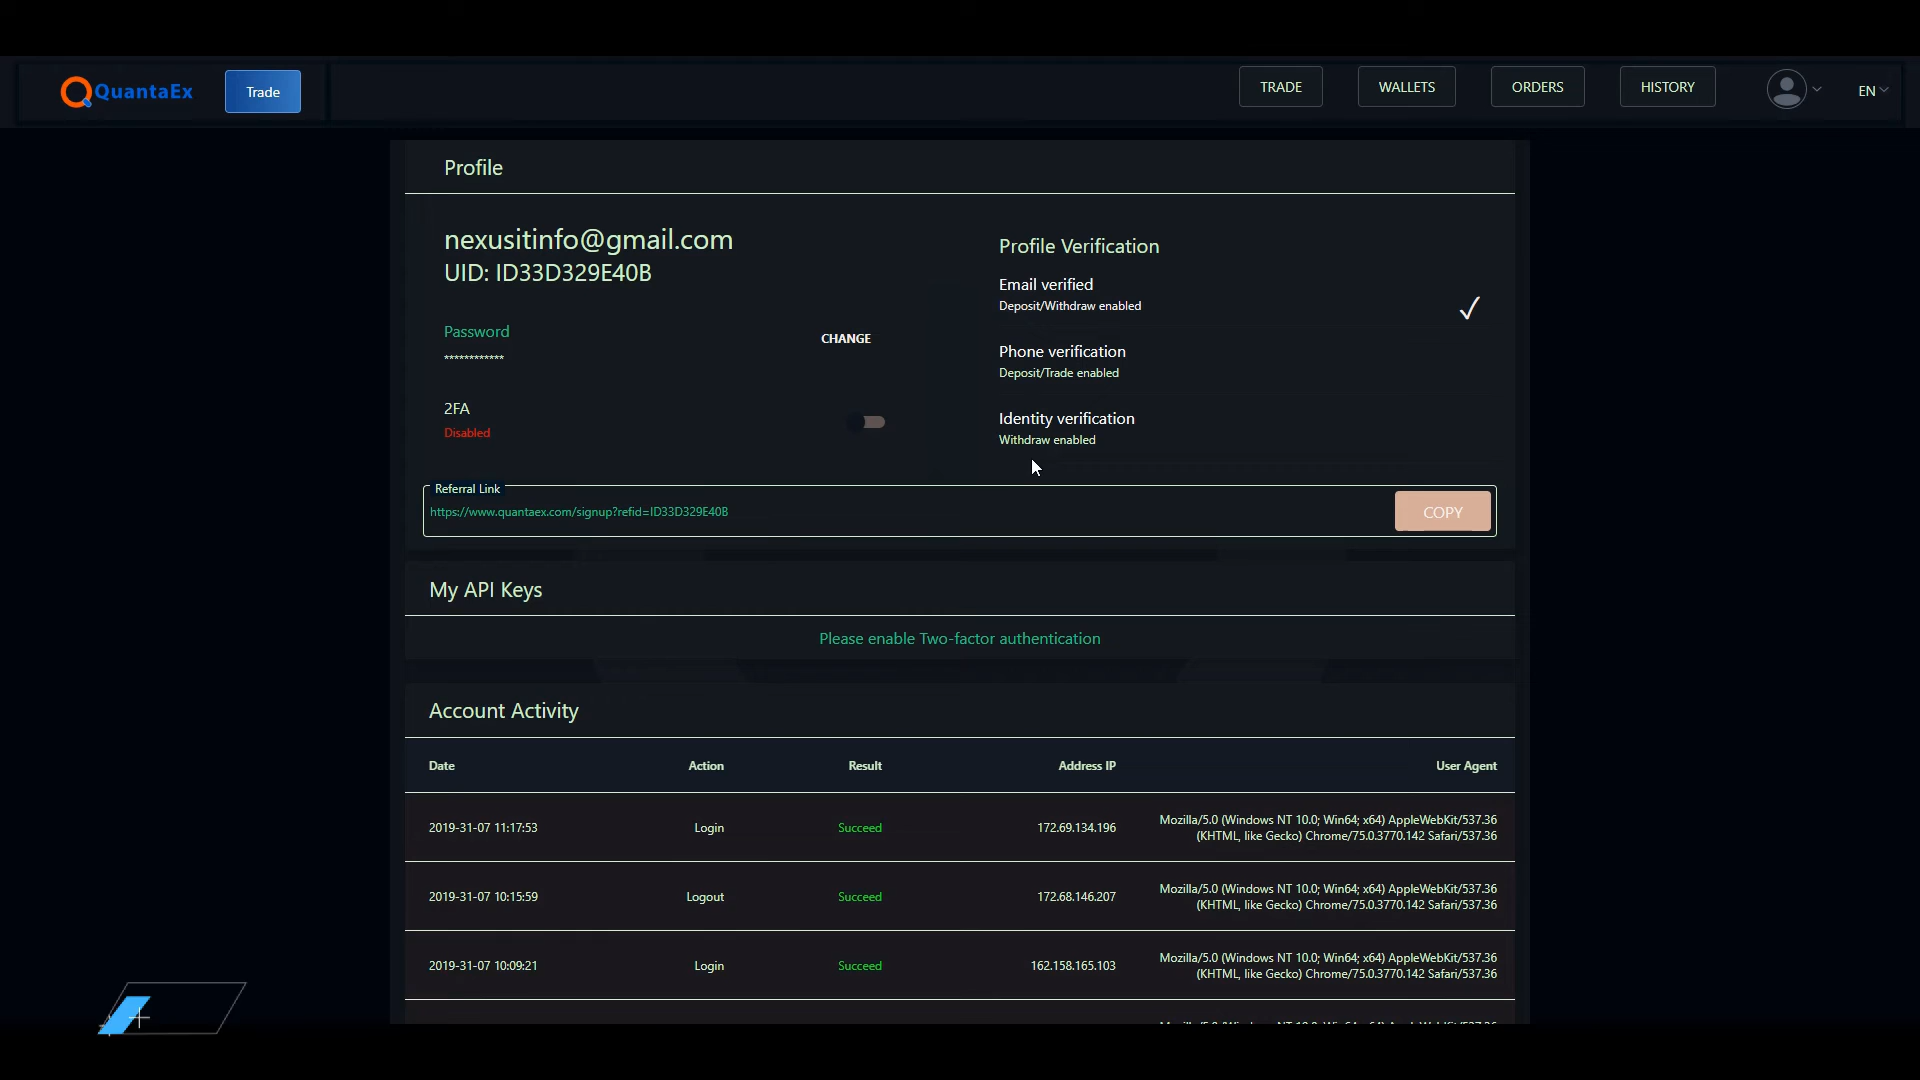 QuantaEx
Trade
TRADE
WALLETS
ORDERS
HISTORY
EN
Profile
nexusitinfo@gmail.com
UID: ID33D329E40B
Password
************
CHANGE
2FA
Disabled
Profile Verification
Email verified
Deposit/Withdraw enabled
Phone verification
Deposit/Trade enabled
Identity verification
Withdraw enabled
Referral Link
https://www.quantaex.com/signup?refid=ID33D329E40B
COPY
My API Keys
Please enable Two-factor authentication
Account Activity
Date Action Result Address IP User Agent
2019-31-07 11:17:53 Login Succeed 172.69.134.196 Mozilla/5.0 (Windows NT 10.0; Win64; x64) AppleWebKit/537.36
(KHTML, like Gecko) Chrome/75.0.3770.142 Safari/537.36
2019-31-07 10:15:59 Logout Succeed 172.68.146.207 Mozilla/5.0 (Windows NT 10.0; Win64; x64) AppleWebKit/537.36
(KHTML, like Gecko) Chrome/75.0.3770.142 Safari/537.36
2019-31-07 10:09:21 Login Succeed 162.158.165.103 Mozilla/5.0 (Windows NT 10.0; Win64; x64) AppleWebKit/537.36
(KHTML, like Gecko) Chrome/75.0.3770.142 Safari/537.36